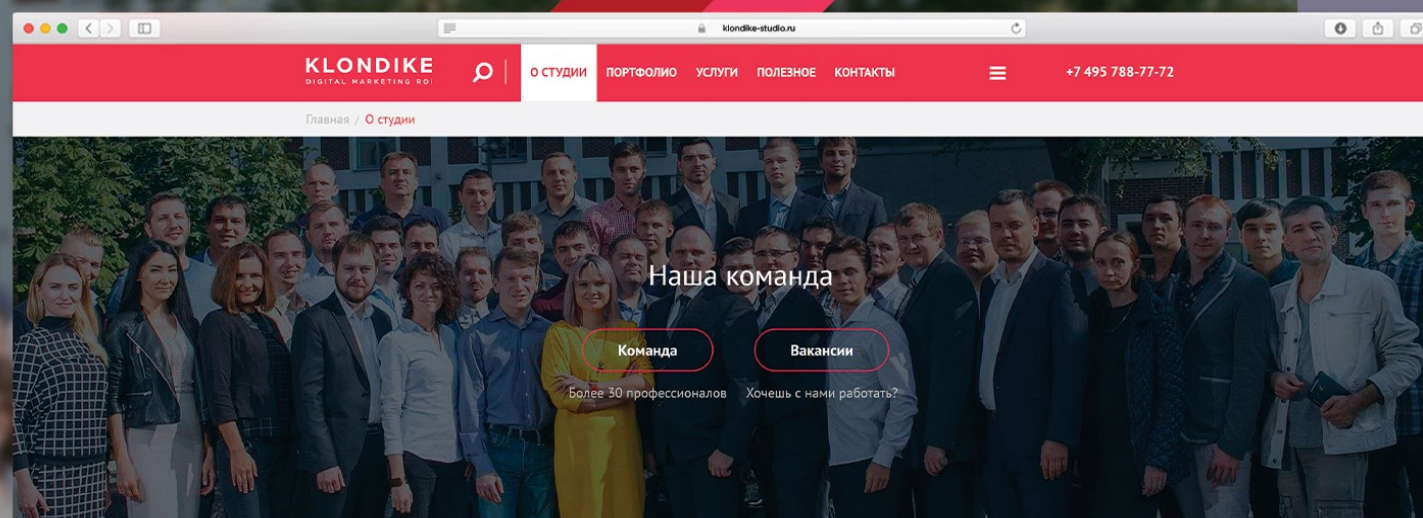 klondike-studio.ru
KLONDIKE
DIGITAL MARKETING ROI
О СТУДИИ ПОРТФОЛИО УСЛУГИ ПОЛЕЗНОЕ КОНТАКТЫ
+7 495 788-77-72
Главная / О студии
Наша команда
Команда Вакансии
Более 30 профессионалов Хочешь с нами работать?